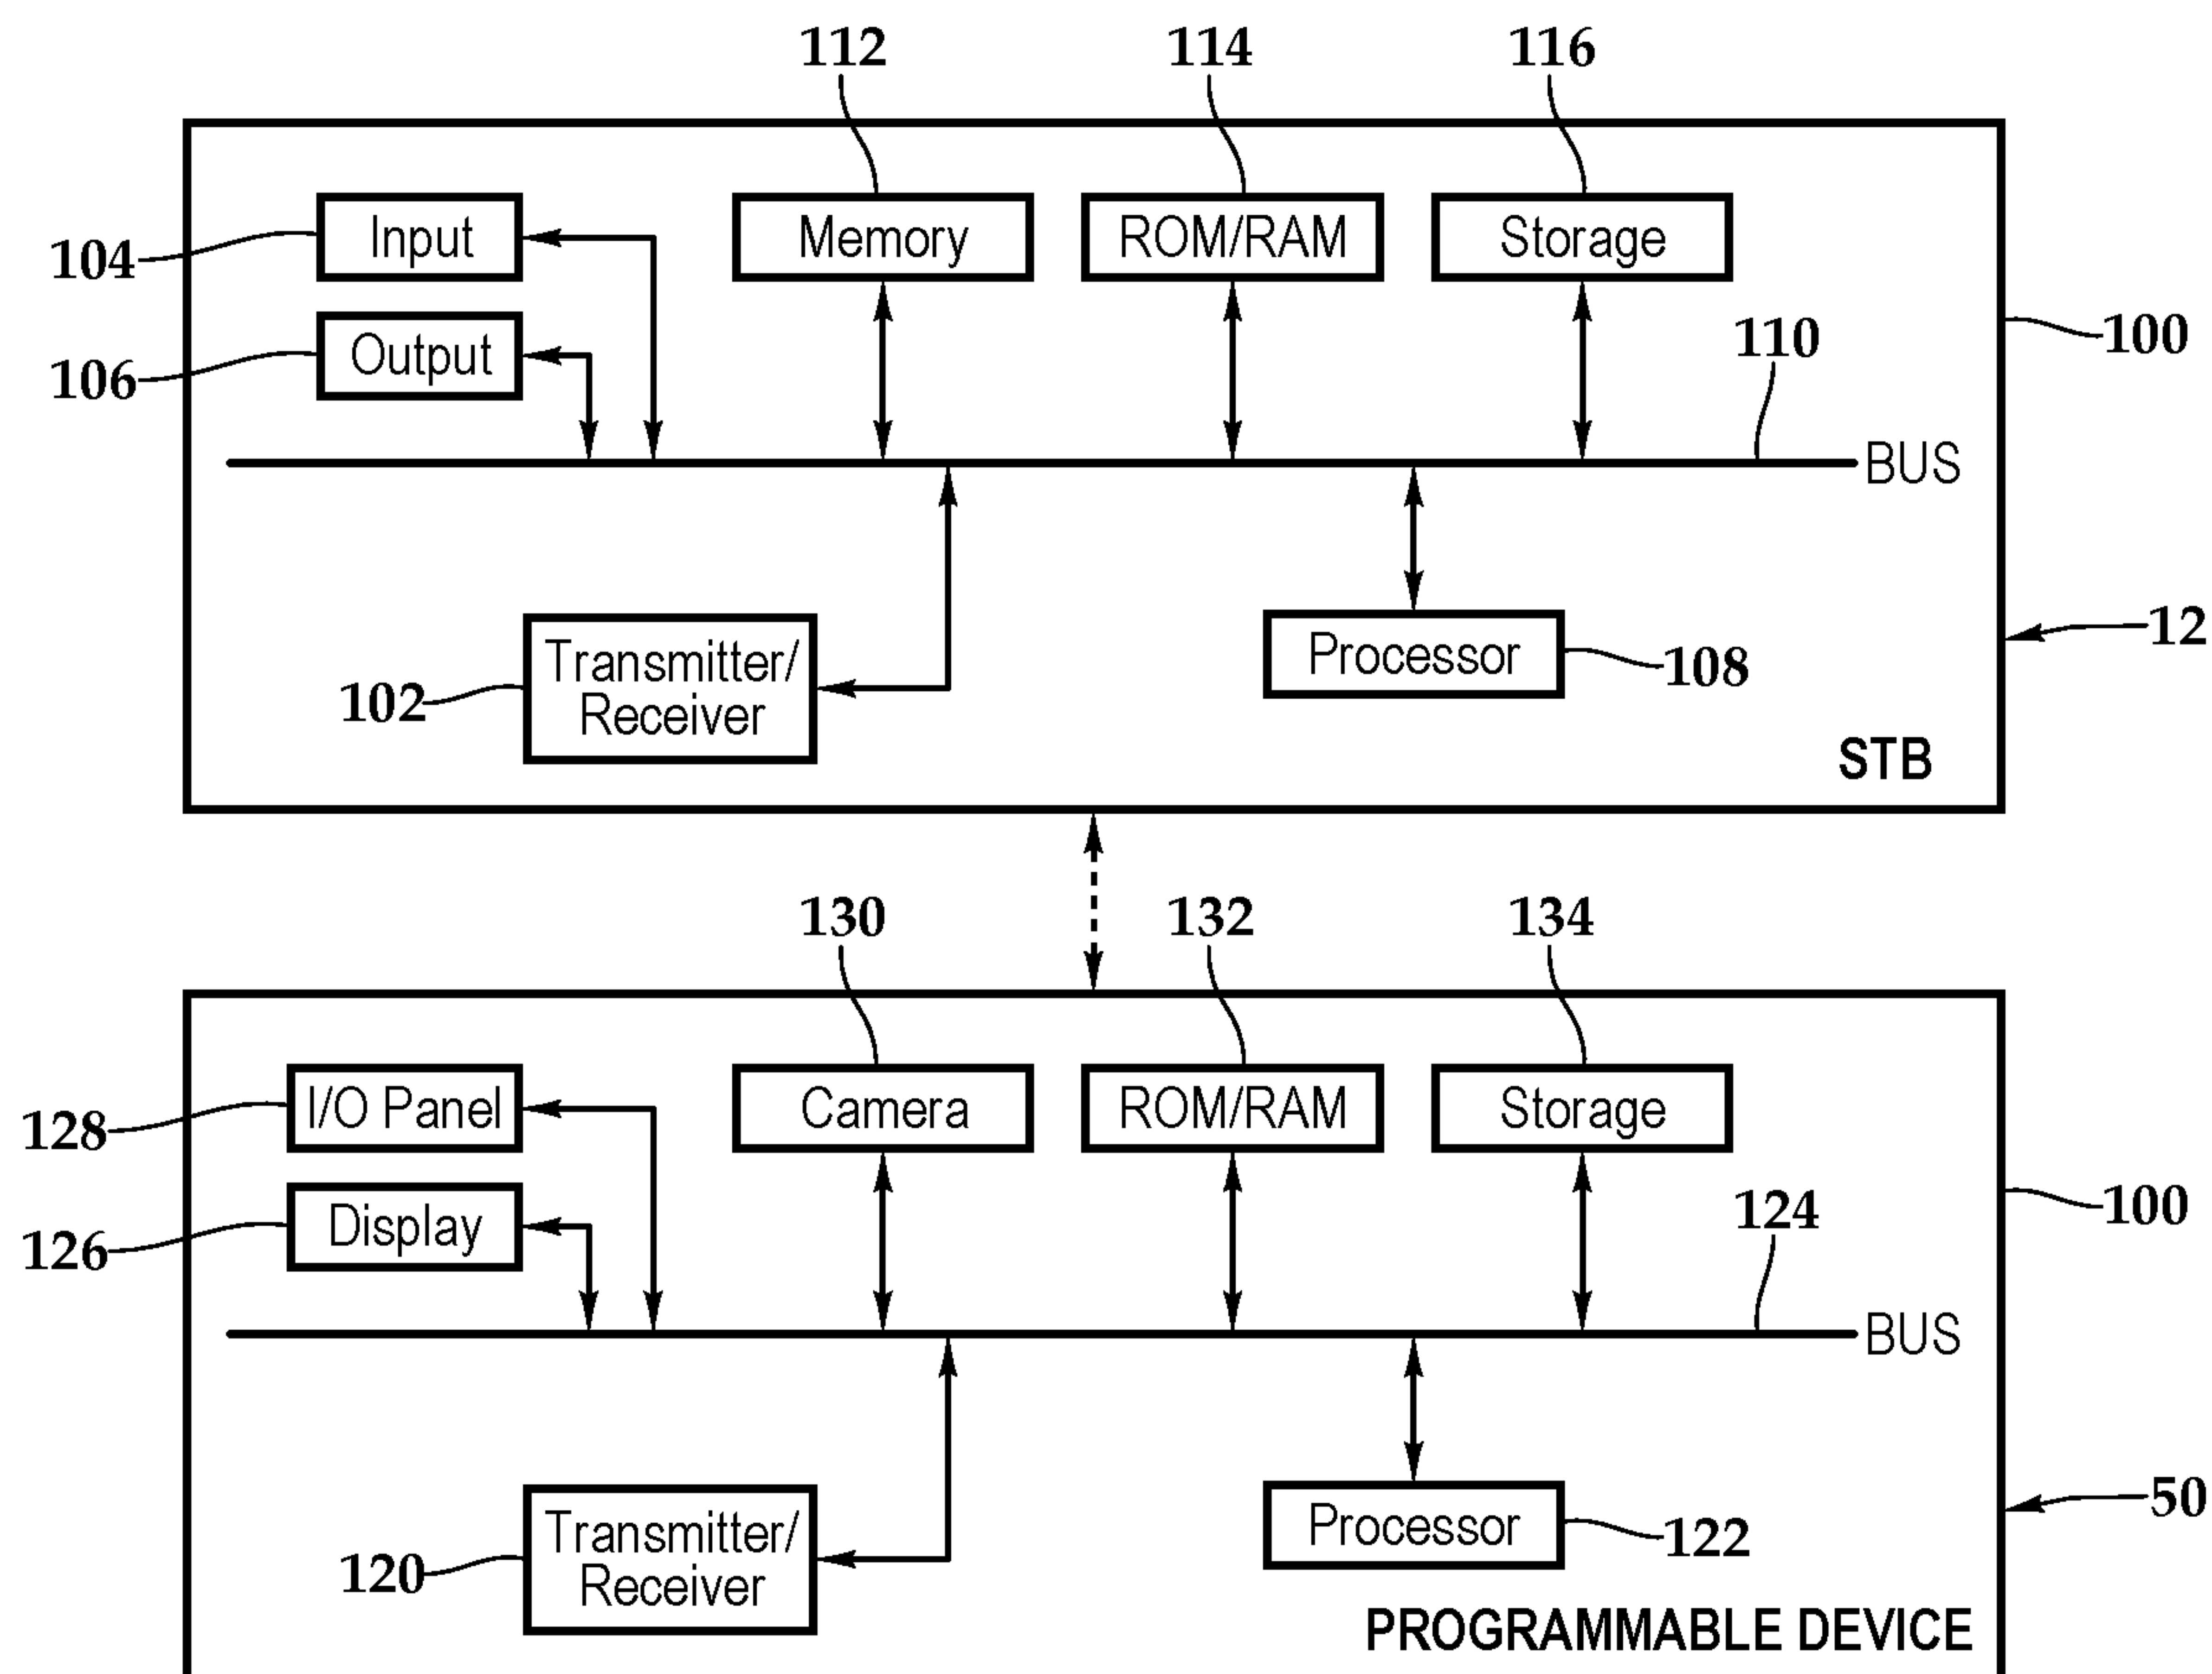 112 114 116
Input Memory ROM/RAM Storage
104
Output 110 100
106
BUS
Transmitter/
Receiver
102
Processor
108
12
STB
130 132 134
I/O Panel Camera ROM/RAM Storage
128
Display 124 100
126
BUS
Transmitter/
Receiver
120
Processor
122
50
PROGRAMMABLE DEVICE